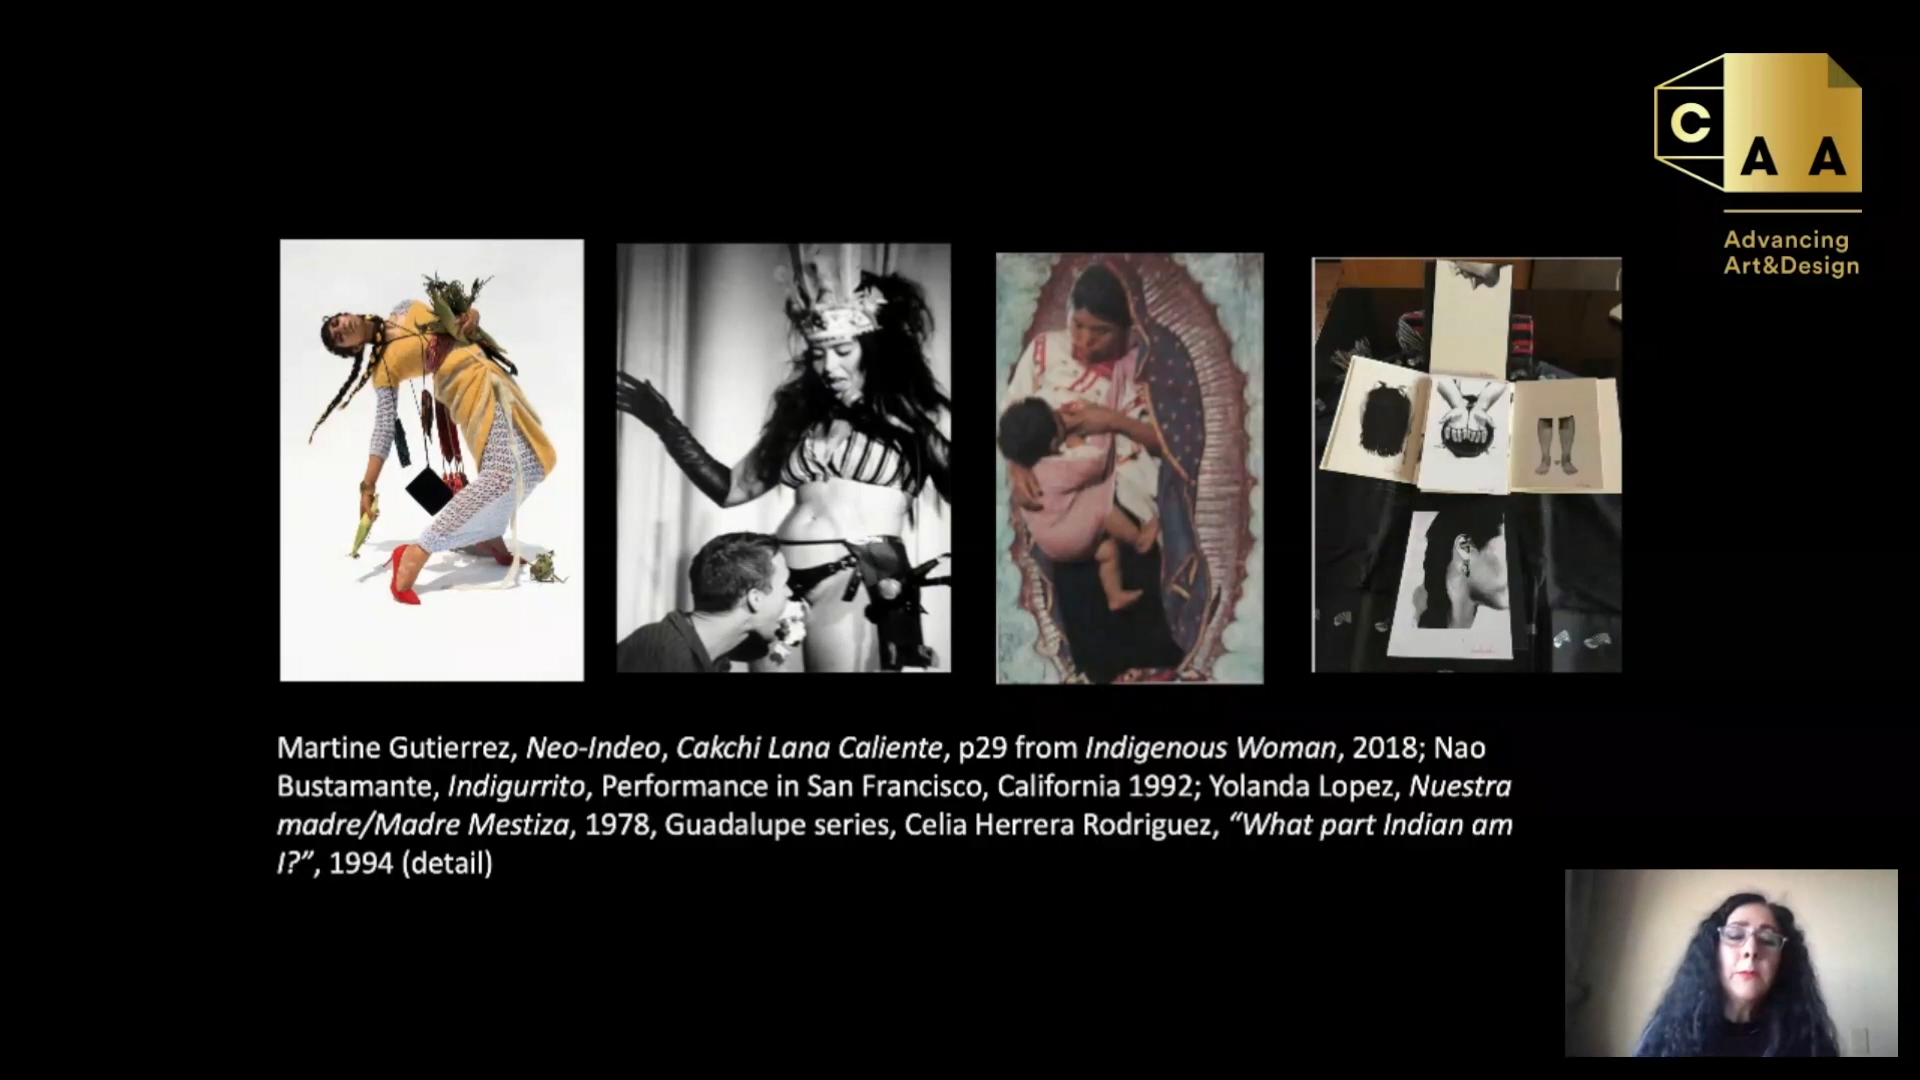 C
A A
Advancing
Art&Design
Martine Gutierrez, Neo-Indeo, Cakchi Lana Caliente, p29 from Indigenous Woman, 2018; Nao
Bustamante, Indigurrito, Performance in San Francisco, California 1992; Yolanda Lopez, Nuestra
madre/Madre Mestiza, 1978, Guadalupe series, Celia Herrera Rodriguez, “What part Indian am
I?”, 1994 (detail)